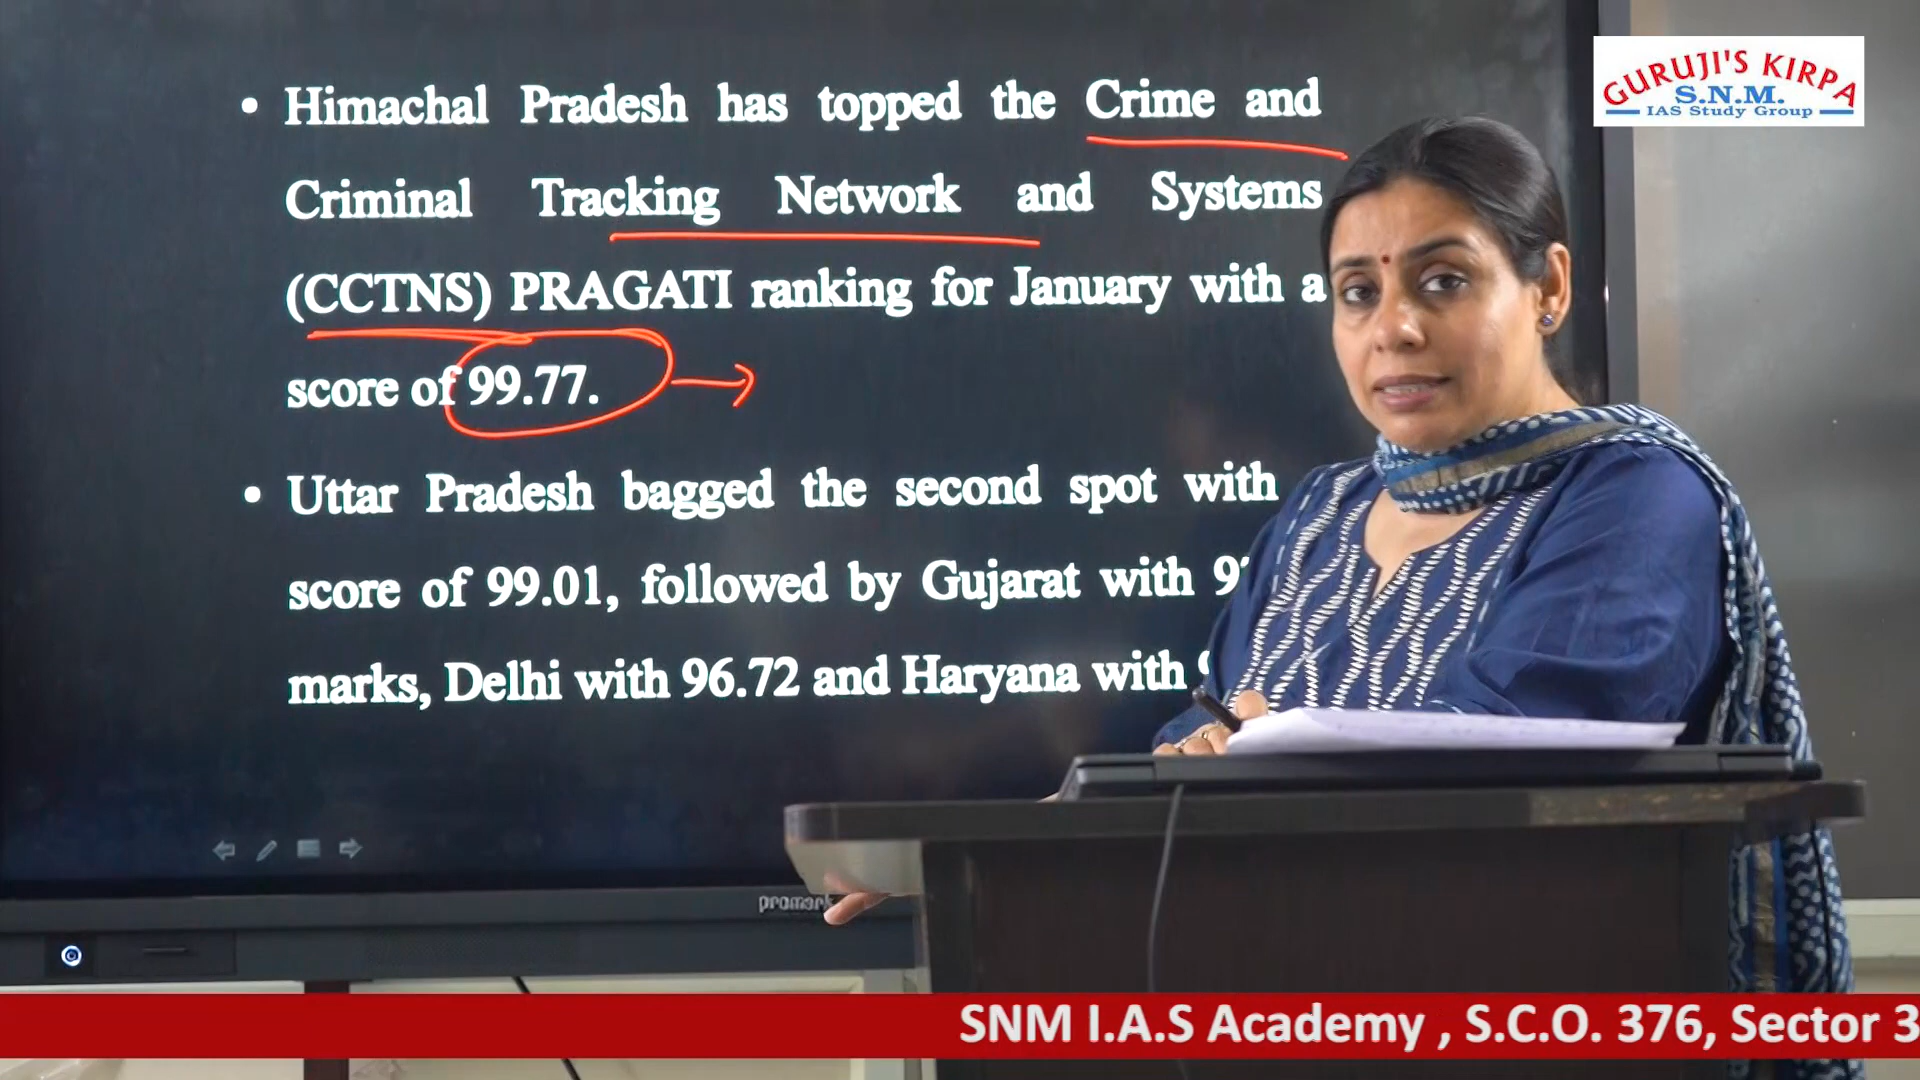 • Himachal Pradesh has topped the Crime and
Criminal Tracking Network and Systems
(CCTNS) PRAGATI ranking for January with a
score of 99.77.
• Uttar Pradesh bagged the second spot with
score of 99.01, followed by Gujarat with
marks, Delhi with 96.72 and Haryana with
GURUJI'S KIRPA
S.N.M.
IAS Study Group
promark
SNM I.A.S Academy , S.C.O. 376, Sector 3